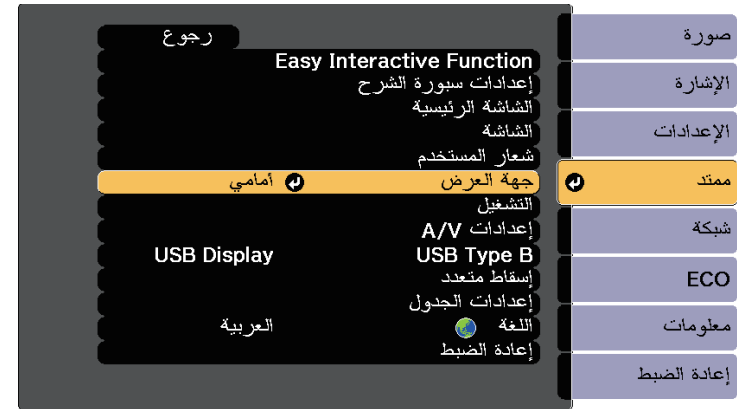 صورة
الإشارة
الإعدادات
ممتد
شبكة
ECO
معلومات
إعادة الضبط
رجوع
Easy Interactive Function
إعدادات سبورة الشرح
الشاشة الرئيسية
الشاشة
شعار المستخدم
جهة العرض أمامي
التشغيل
إعدادات A/V
USB Type B USB Display
إسقاط متعدد
إعدادات الجدول
اللغة العربية
إعادة الضبط